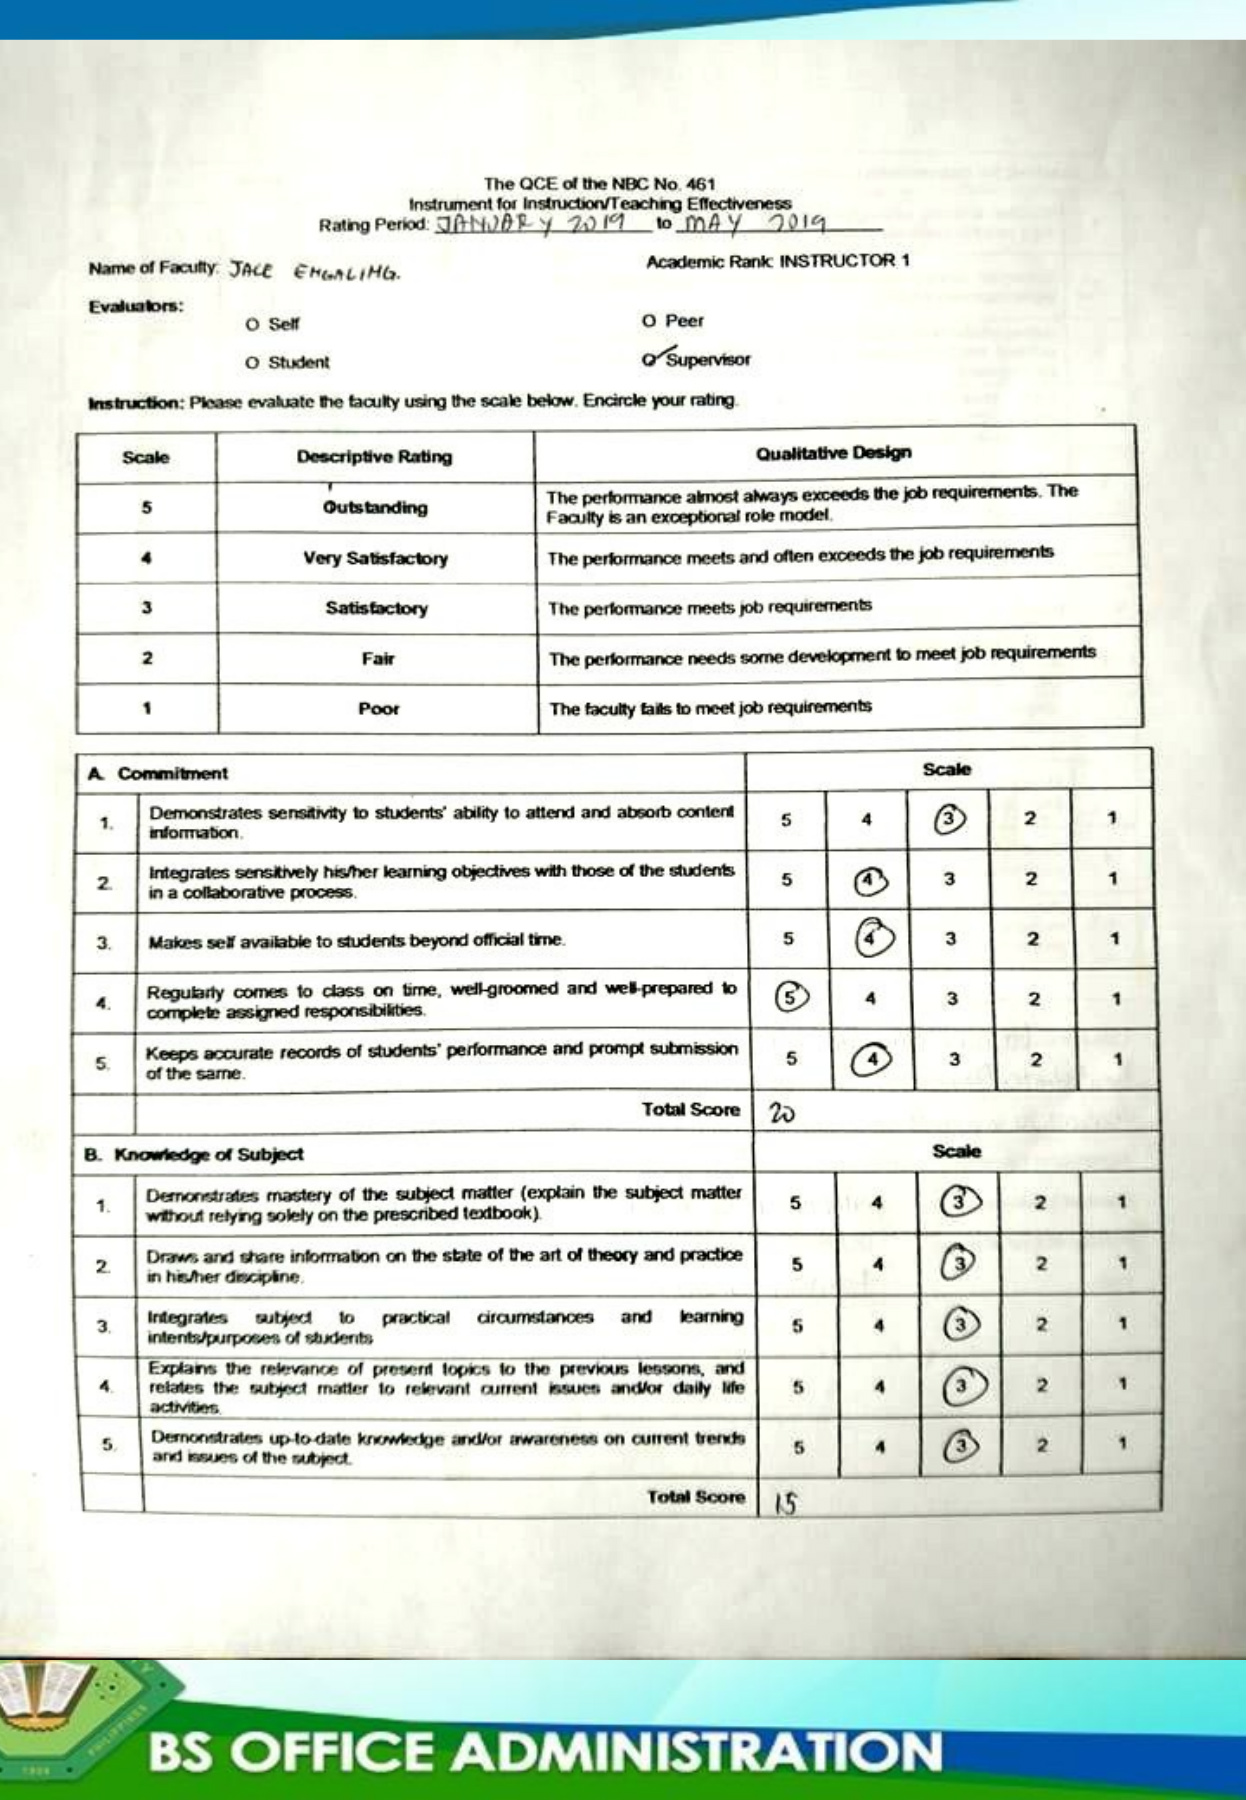 The QCE of the NBC No. 461
Instrument for Instruction/Teaching Effectiveness
Rating Period: JANUARY 2019 to MAY 2019
Name of Faculty: JACE Academic Rank: INSTRUCTOR 1
Evaluators:
O Self O Peer
O Student O Supervisor
Instruction: Please evaluate the faculty using the scale below. Encircle your rating.
Scale Descriptive Rating Qualitative Design
5 Outstanding The performance almost always exceeds the job requirements. The
Faculty is an exceptional role model.
4 Very Satisfactory The performance meets and often exceeds the job requirements
3 Satisfactory The performance meets job requirements
2 Fair The performance needs some development to meet job requirements
1 Poor The faculty fails to meet job requirements
A. Commitment Scale
1. Demonstrates sensitivity to students' ability to attend and absorb content
information. 5 4 3 2 1
2. Integrates sensitively his/her learning objectives with those of the students
in a collaborative process. 5 4 3 2 1
3. Makes self available to students beyond official time. 5 4 3 2 1
4. Regularly comes to class on time, well-groomed and well-prepared to
complete assigned responsibilities. 5 4 3 2 1
5. Keeps accurate records of students' performance and prompt submission
of the same. 5 4 3 2 1
Total Score 20
B. Knowledge of Subject Scale
1. Demonstrates mastery of the subject matter (explain the subject matter
without relying solely on the prescribed textbook). 5 4 3 2 1
2. Draws and share information on the state of the art of theory and practice
in his/her discipline. 5 4 3 2 1
3. Integrates subject to practical circumstances and learning
intents/purposes of students 5 4 3 2 1
4. Explains the relevance of present topics to the previous lessons, and
relates the subject matter to relevant current issues and/or daily life
activities. 5 4 3 2 1
5. Demonstrates up-to-date knowledge and/or awareness on current trends
and issues of the subject. 5 4 3 2 1
Total Score 15
BS OFFICE ADMINISTRATION